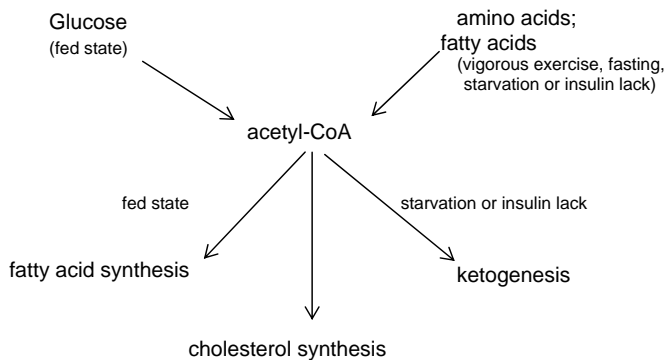 Glucose
(fed state)
amino acids;
fatty acids
(vigorous exercise, fasting,
starvation or insulin lack)
acetyl-CoA
fed state
starvation or insulin lack
fatty acid synthesis
ketogenesis
cholesterol synthesis